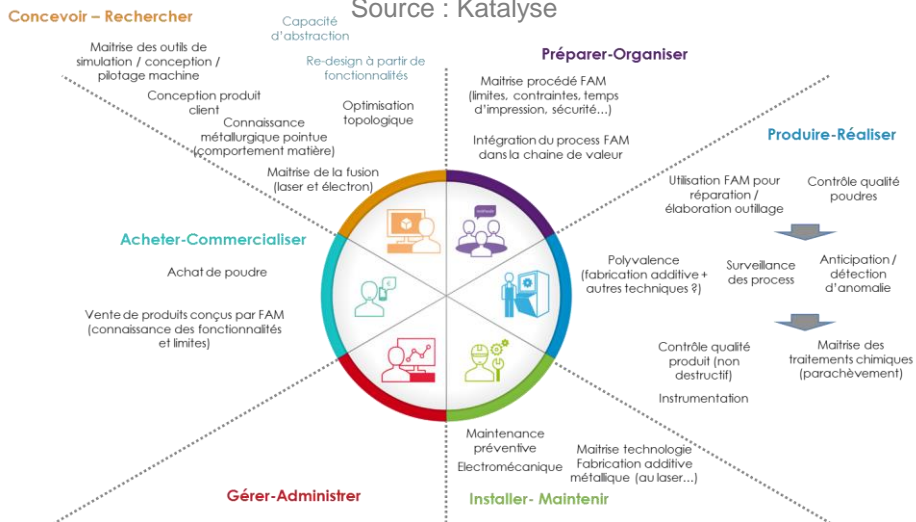 Source : Katalyse
Concevoir – Rechercher
Capacité
d'abstraction
Maitrise des outils de
simulation / conception /
pilotage machine
Re-design à partir de
fonctionnalités
Conception produit
client
Optimisation
topologique
Connaissance
métallurgique pointue
(comportement matière)
Maitrise de la fusion
(laser et électron)
Préparer-Organiser
Maitrise procédé FAM
(limites, contraintes, temps
d'impression, sécurité…)
Intégration du process FAM
dans la chaine de valeur
Produire-Réaliser
Utilisation FAM pour
réparation /
élaboration outillage
Contrôle qualité
poudres
Polyvalence
(fabrication additive +
autres techniques ?)
Surveillance
des process
Anticipation /
détection
d'anomalie
Contrôle qualité
produit (non
destructif)
Instrumentation
Maitrise des
traitements chimiques
(parachèvement)
Acheter-Commercialiser
Achat de poudre
Vente de produits conçus par FAM
(connaissance des fonctionnalités
et limites)
Maintenance
préventive
Electromécanique
Maitrise technologie
Fabrication additive
métallique (au laser…)
Gérer-Administrer
Installer- Maintenir